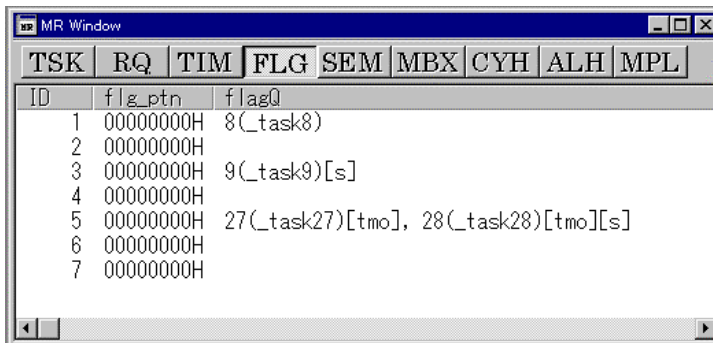 MR MR Window
TSK RQ TIM FLG SEM MBX CYH ALH MPL
ID flg_ptn flagQ
1 00000000H 8(_task8)
2 00000000H
3 00000000H 9(_task9)[s]
4 00000000H
5 00000000H 27(_task27)[tmo], 28(_task28)[tmo][s]
6 00000000H
7 00000000H